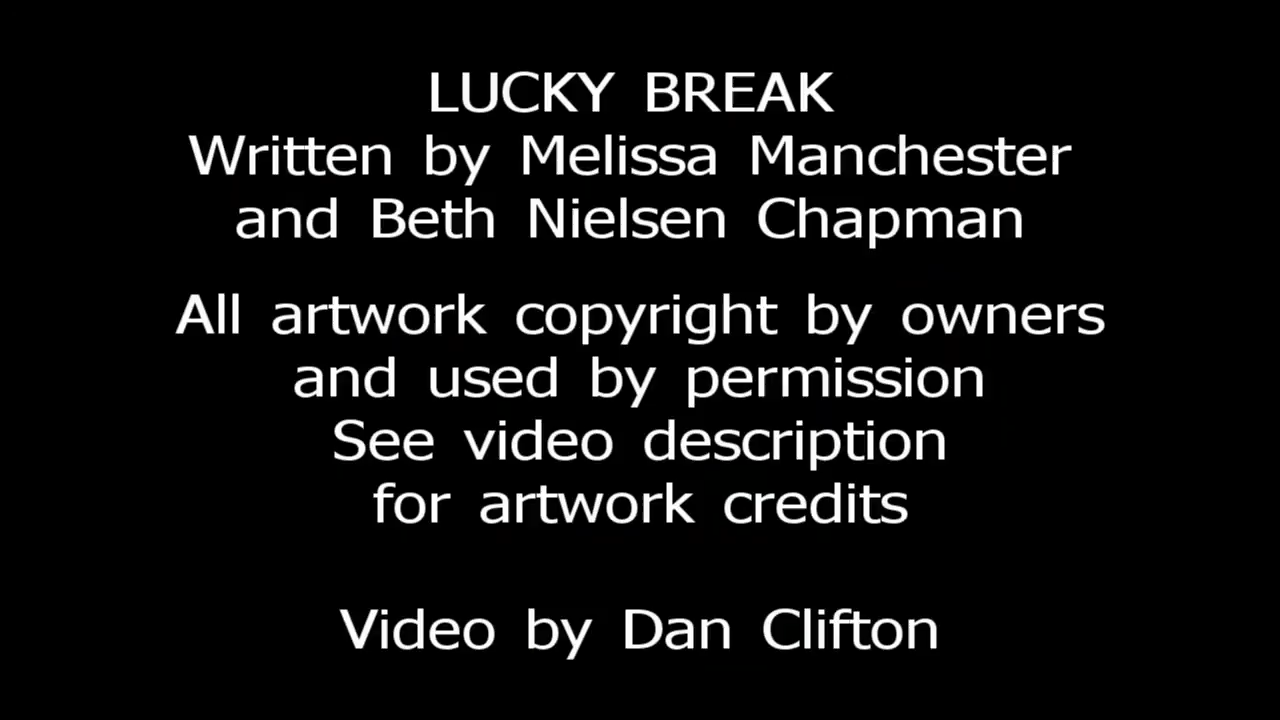 LUCKY BREAK
Written by Melissa Manchester
and Beth Nielsen Chapman
All artwork copyright by owners
and used by permission
See video description
for artwork credits
Video by Dan Clifton